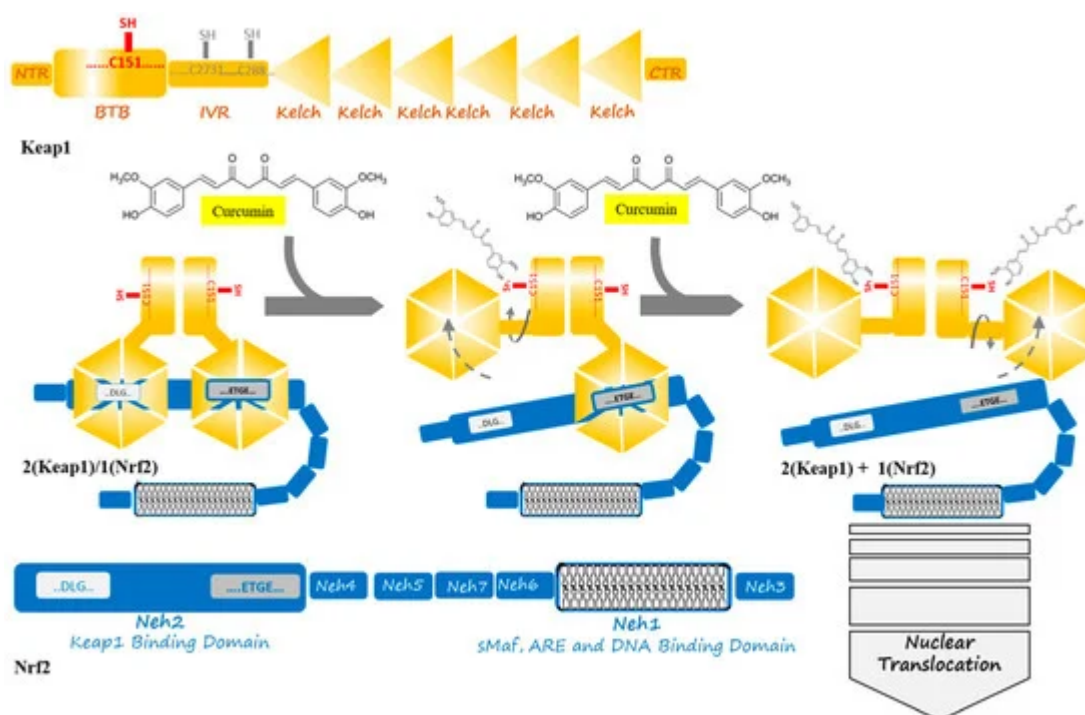 SH
SH
SH
NTR
......C151......
....C2731....C288....
CTR
BTB
IVR
Kelch
Kelch
Kelch
Kelch
Kelch
Kelch
Keap1
O O
H₃CO
OCH₃
HO
OH
Curcumin
O O
H₃CO
OCH₃
HO
OH
Curcumin
SH
C151
C151
SH
C151
C151
SH
C151
C151
SH
..DLG..
...ETGE...
..DLG..
...ETGE...
..DLG..
...ETGE...
2(Keap1)/1(Nrf2)
2(Keap1) + 1(Nrf2)
..DLG..
....ETGE....
Neh4
Neh5
Neh7
Neh6
Neh3
Neh2
Neh1
Keap1 Binding Domain
sMaf, ARE and DNA Binding Domain
Nrf2
Nuclear
Translocation